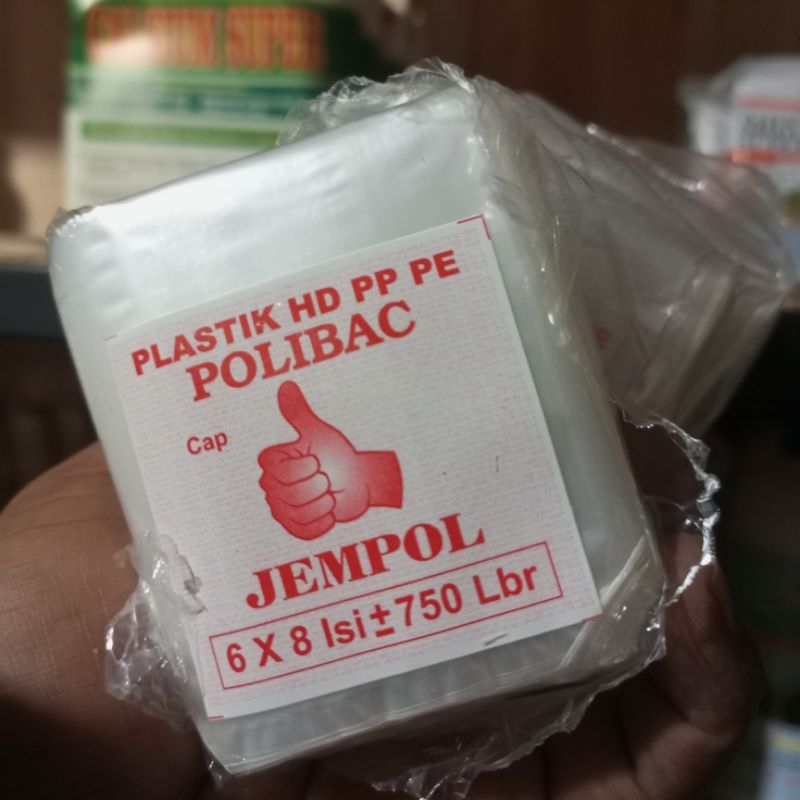 PLASTIK HD PP PE
POLIBAC
Cap
JEMPOL
6 X 8 Isi ± 750 Lbr